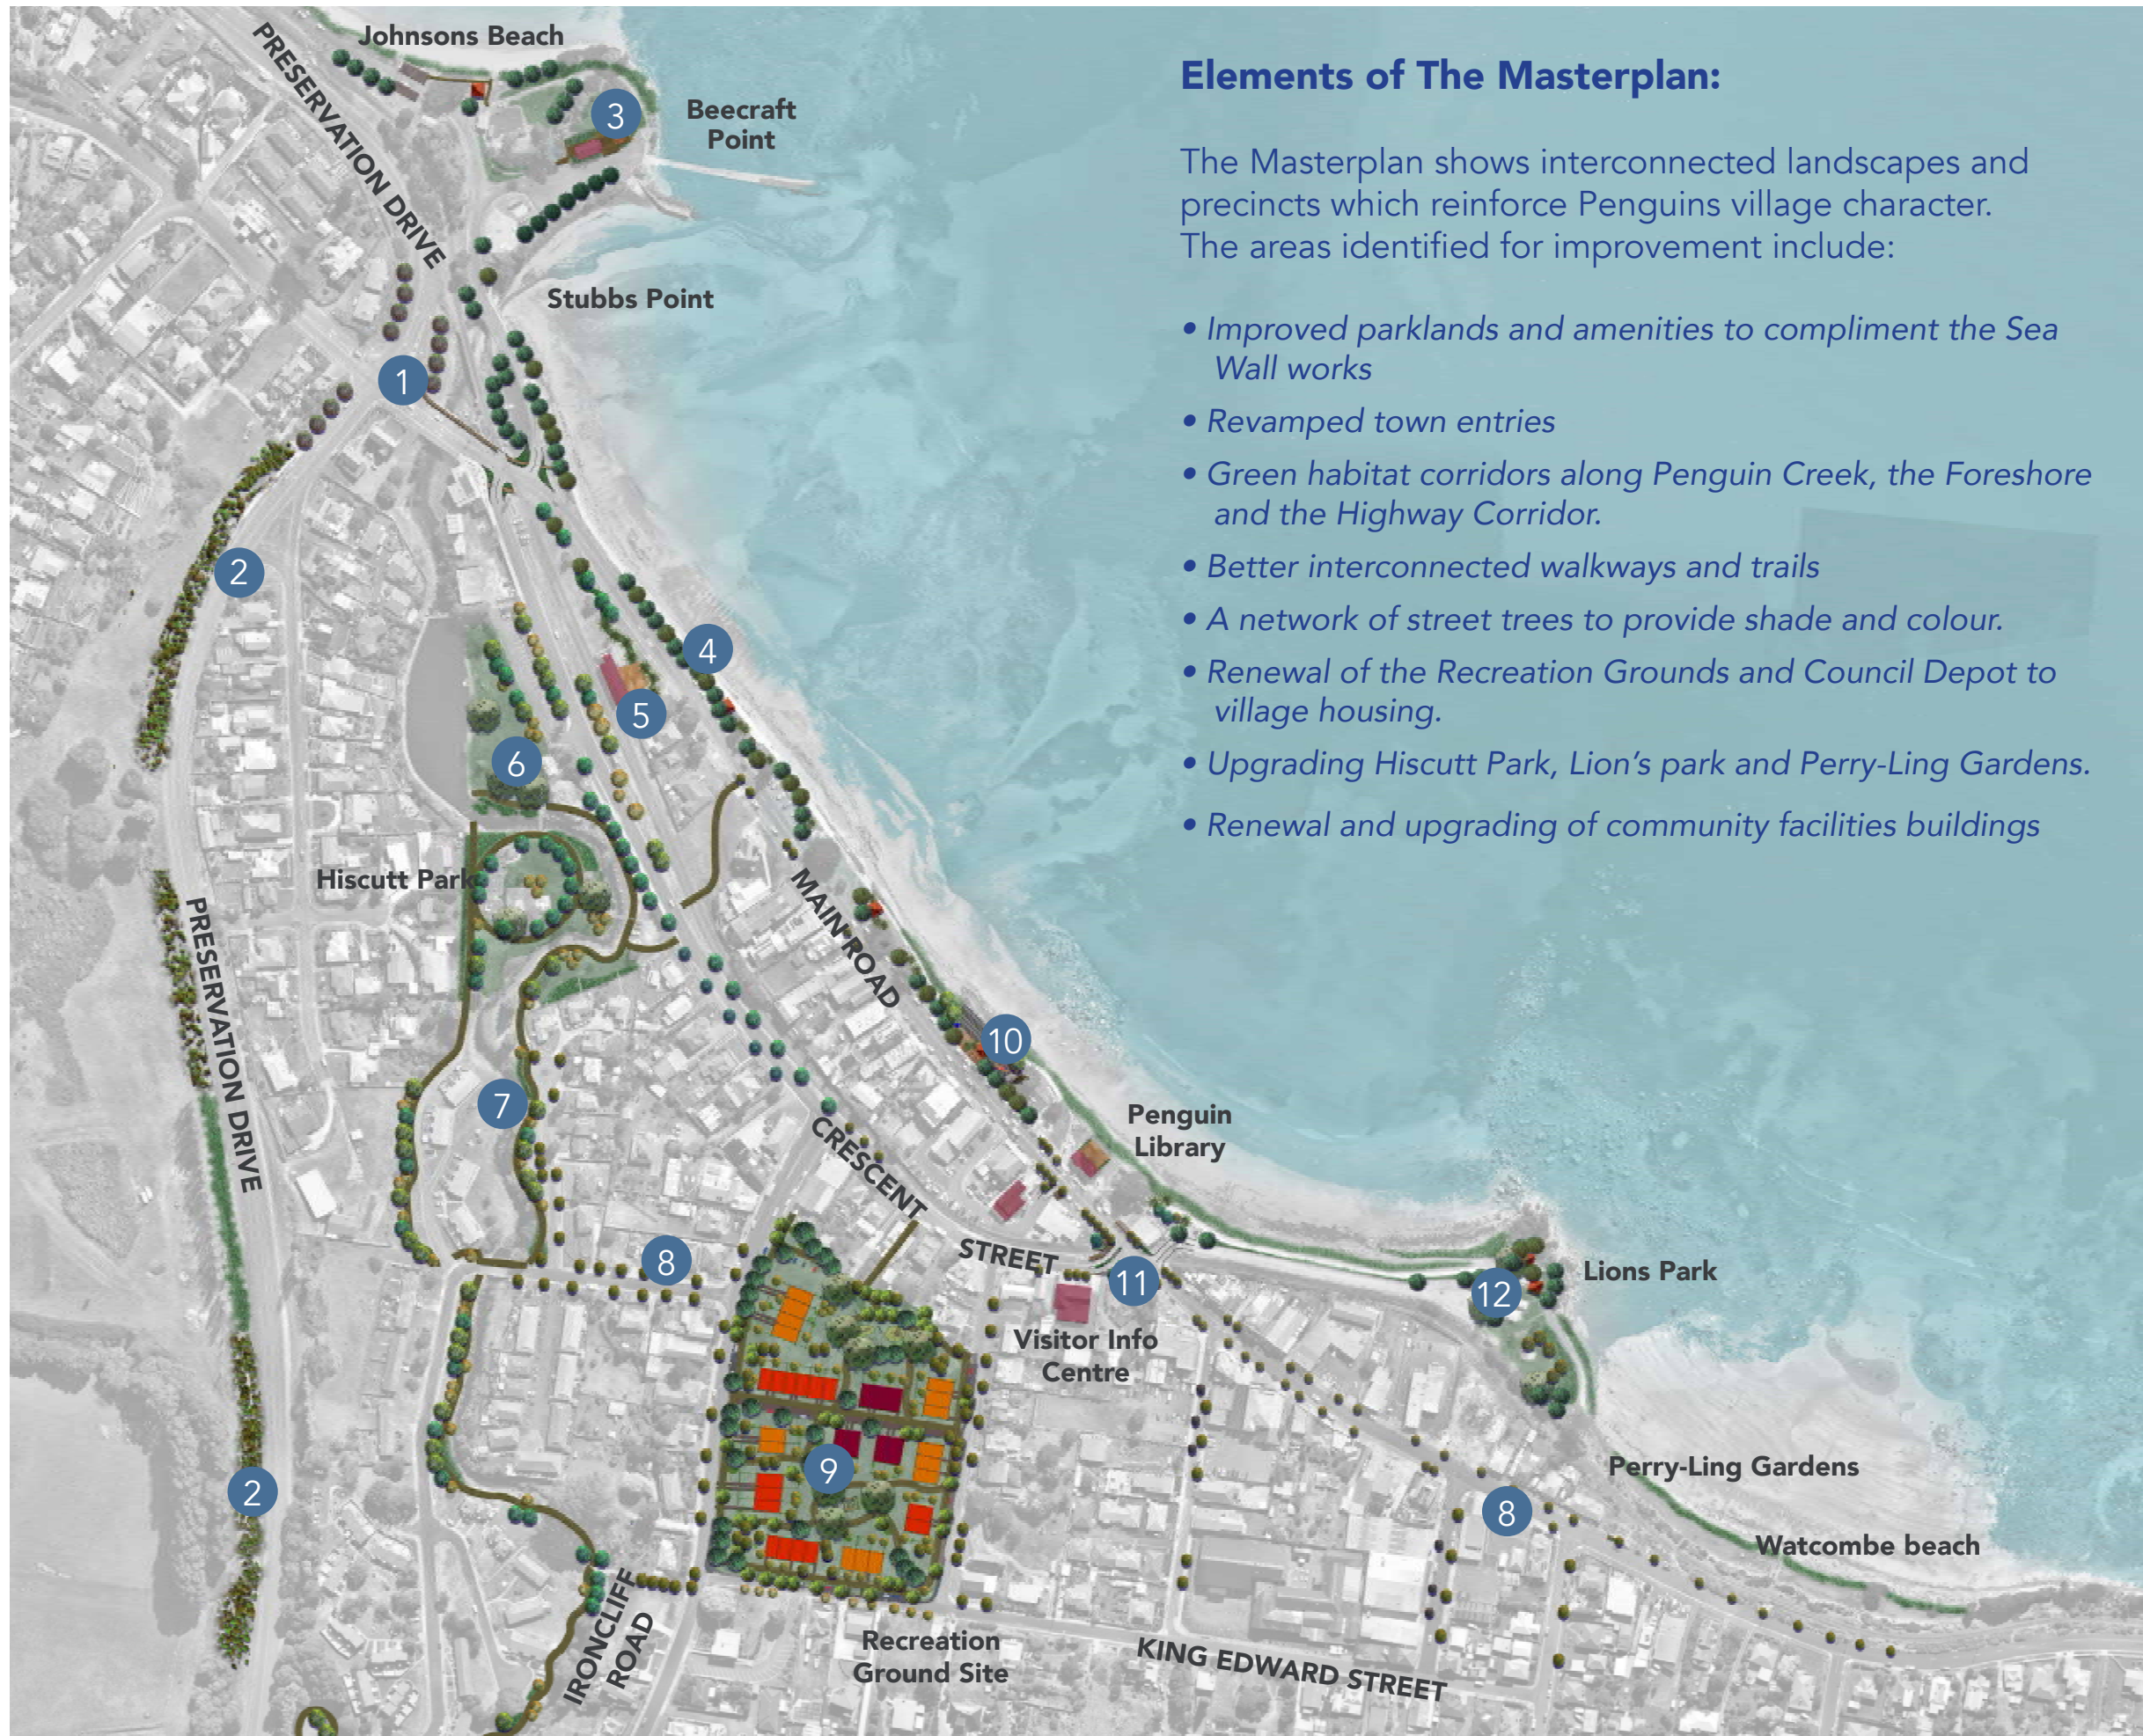 Johnsons Beach
PRESERVATION DRIVE
3
Beecraft
Point
Stubbs Point
1
2
4
5
6
Hiscutt Park
PRESERVATION DRIVE
MAIN ROAD
10
7
Penguin
Library
CRESCENT
STREET
8
11
12
Lions Park
Visitor Info
Centre
9
2
Perry-Ling Gardens
8
Watcombe beach
IRONCLIFF
ROAD
Recreation
Ground Site
KING EDWARD STREET
Elements of The Masterplan:
The Masterplan shows interconnected landscapes and
precincts which reinforce Penguins village character.
The areas identified for improvement include:
• Improved parklands and amenities to compliment the Sea
Wall works
• Revamped town entries
• Green habitat corridors along Penguin Creek, the Foreshore
and the Highway Corridor.
• Better interconnected walkways and trails
• A network of street trees to provide shade and colour.
• Renewal of the Recreation Grounds and Council Depot to
village housing.
• Upgrading Hiscutt Park, Lion’s park and Perry-Ling Gardens.
• Renewal and upgrading of community facilities buildings